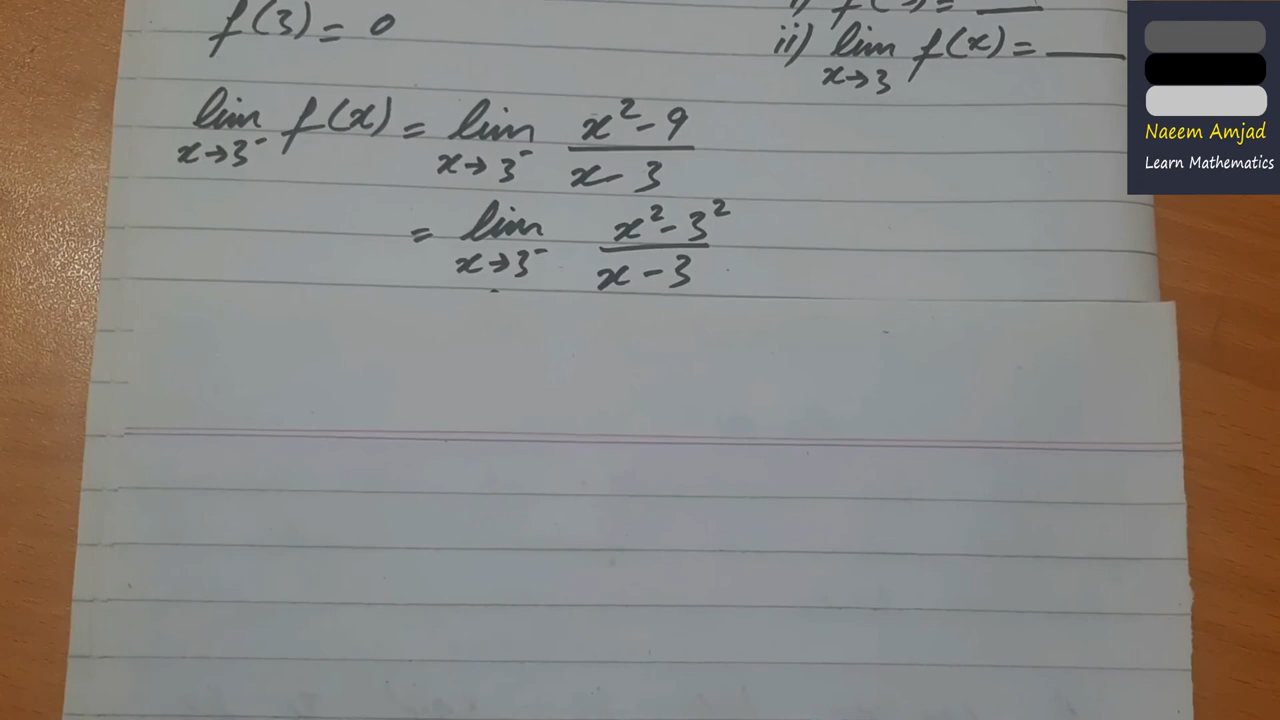 f(3) = 0
ii) lim f(x) = ____
x→3
lim f(x) = lim x² - 9
x→3⁻ x→3⁻ x - 3
= lim x² - 3²
x→3⁻ x - 3
Naeem Amjad
Learn Mathematics